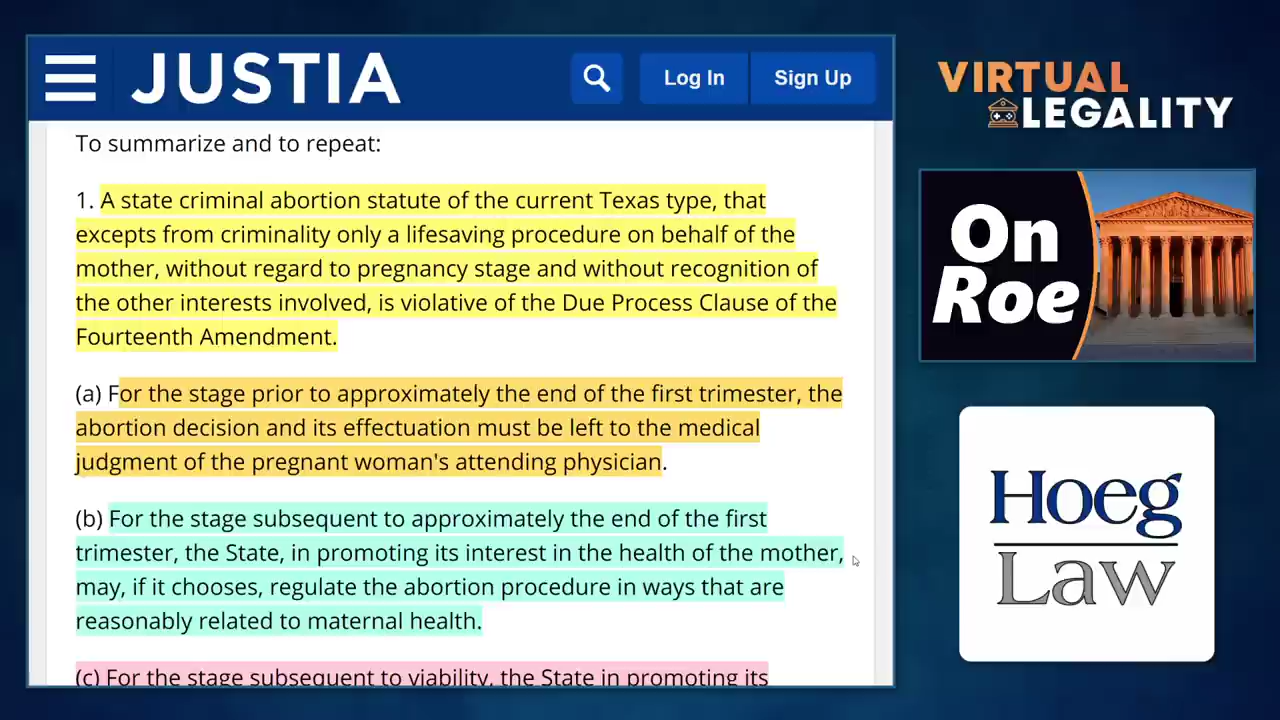 JUSTIA
Log In
Sign Up
To summarize and to repeat:
1. A state criminal abortion statute of the current Texas type, that
excepts from criminality only a lifesaving procedure on behalf of the
mother, without regard to pregnancy stage and without recognition of
the other interests involved, is violative of the Due Process Clause of the
Fourteenth Amendment.
(a) For the stage prior to approximately the end of the first trimester, the
abortion decision and its effectuation must be left to the medical
judgment of the pregnant woman's attending physician.
(b) For the stage subsequent to approximately the end of the first
trimester, the State, in promoting its interest in the health of the mother,
may, if it chooses, regulate the abortion procedure in ways that are
reasonably related to maternal health.
(c) For the stage subsequent to viability, the State in promoting its
VIRTUAL
LEGALITY
On
Roe
Hoeg
Law